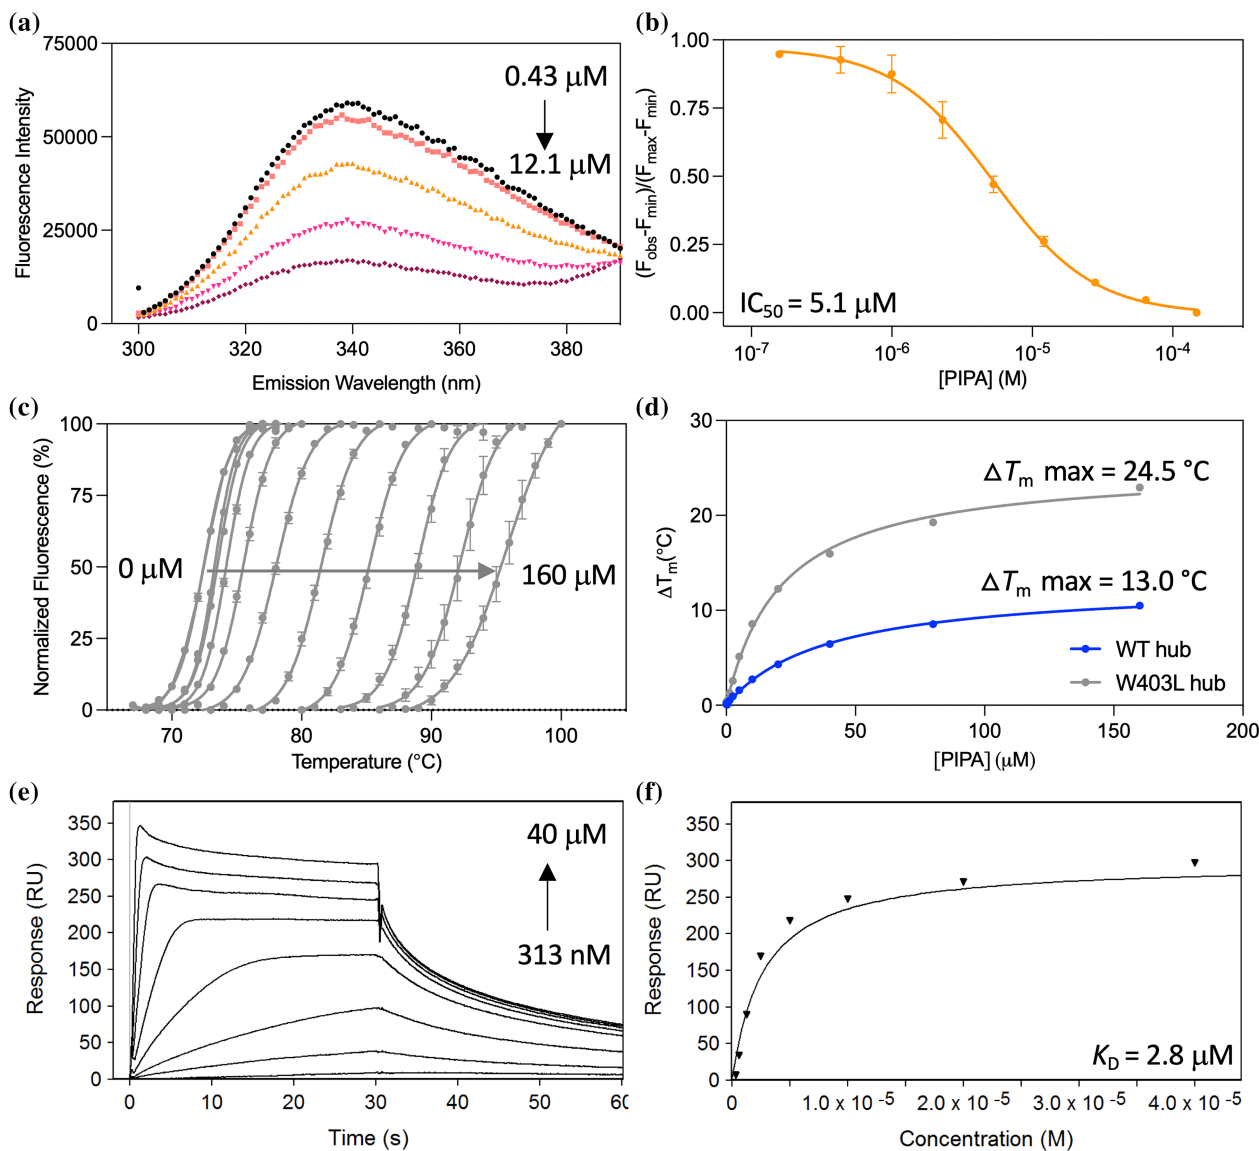 (a)
75000
50000
25000
0
Fluorescence Intensity
0.43 μM
12.1 μM
300
320
340
360
380
Emission Wavelength (nm)
(b)
1.00
0.75
0.50
0.25
0.00
(Fobs-Fmin)/(Fmax-Fmin)
IC50 = 5.1 μM
10-7
10-6
10-5
10-4
[PIPA] (M)
(c)
100
75
50
25
0
Normalized Fluorescence (%)
0 μM
160 μM
70
80
90
100
Temperature (°C)
(d)
30
20
10
0
ΔTm(°C)
ΔTm max = 24.5 °C
ΔTm max = 13.0 °C
WT hub
W403L hub
0
50
100
150
200
[PIPA] (μM)
(e)
350
300
250
200
150
100
50
0
Response (RU)
40 μM
313 nM
0
10
20
30
40
50
60
Time (s)
(f)
350
300
250
200
150
100
50
0
Response (RU)
KD = 2.8 μM
0
1.0 x 10 -5
2.0 x 10 -5
3.0 x 10 -5
4.0 x 10 -5
Concentration (M)